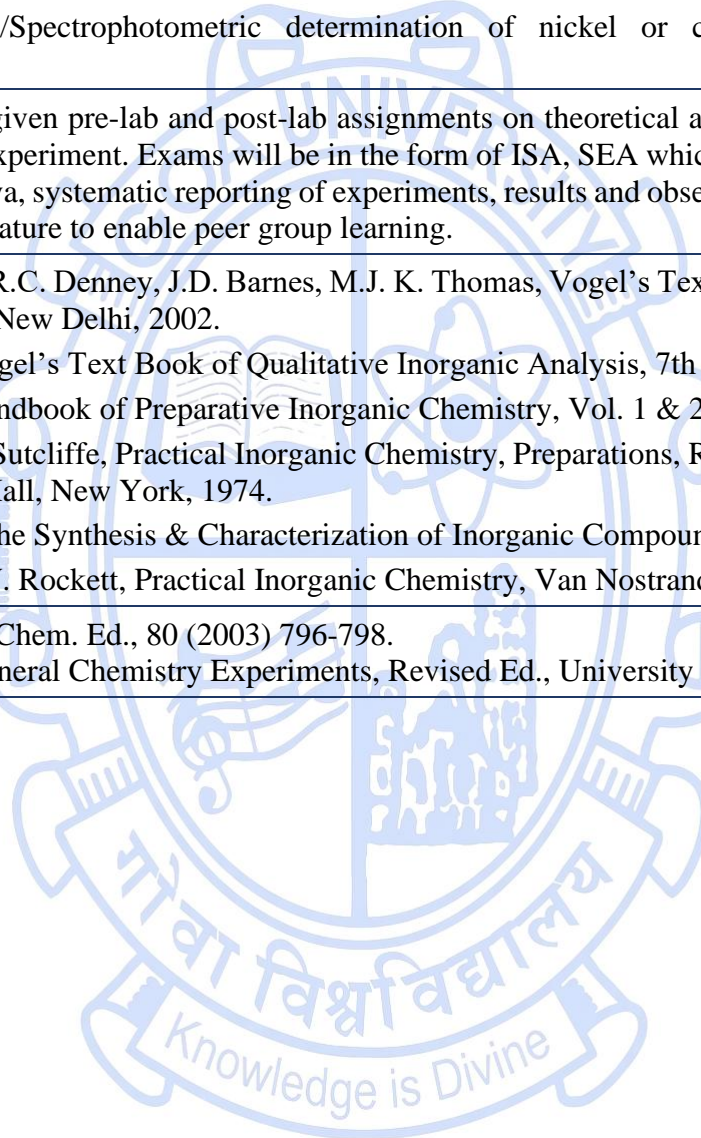 /Spectrophotometric determination of nickel or c
given pre-lab and post-lab assignments on theoretical a
xperiment. Exams will be in the form of ISA, SEA whic
va, systematic reporting of experiments, results and obse
ature to enable peer group learning.
R.C. Denney, J.D. Barnes, M.J. K. Thomas, Vogel’s Tex
New Delhi, 2002.
gel’s Text Book of Qualitative Inorganic Analysis, 7th
ndbook of Preparative Inorganic Chemistry, Vol. 1 & 2
Sutcliffe, Practical Inorganic Chemistry, Preparations, R
Hall, New York, 1974.
he Synthesis & Characterization of Inorganic Compoun
. Rockett, Practical Inorganic Chemistry, Van Nostrand
Chem. Ed., 80 (2003) 796-798.
neral Chemistry Experiments, Revised Ed., University
GOA UNIVERSITY
गोंवा विश्वविद्यालय
Knowledge is Divine